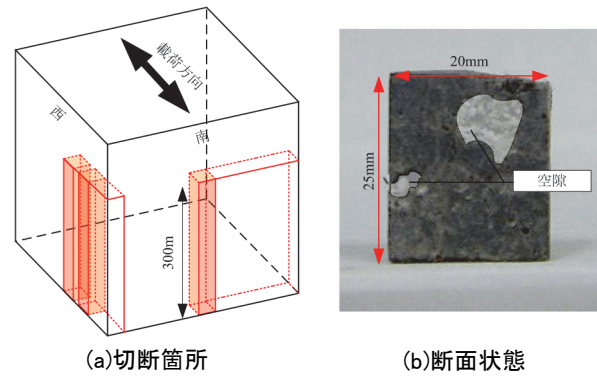 載荷方向
西
南
300m
(a)切断箇所
20mm
25mm
空隙
(b)断面状態